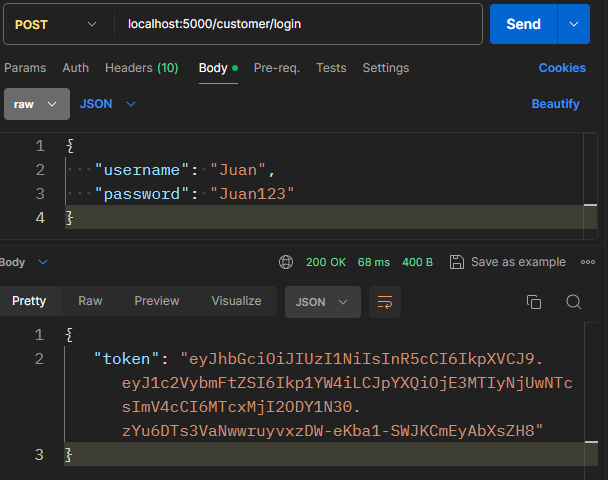 POST localhost:5000/customer/login Send
Params Auth Headers (10) Body Pre-req. Tests Settings Cookies
raw JSON Beautify
1 {
2 "username": "Juan",
3 "password": "Juan123"
4 }
Body 200 OK 68 ms 400 B Save as example
Pretty Raw Preview Visualize JSON
1 {
2 "token": "eyJhbGciOiJIUzI1NiIsInR5cCI6IkpXVCJ9.
eyJ1c2VybmFtZSI6Ikp1YW4iLCJpYXQiOjE3MTIyNjUwNTc
sImV4cCI6MTcxMjI2ODY1N30.
zYu6DTs3VaNwwruyvxzDW-eKba1-SWJKCmEyAbXsZH8"
3 }